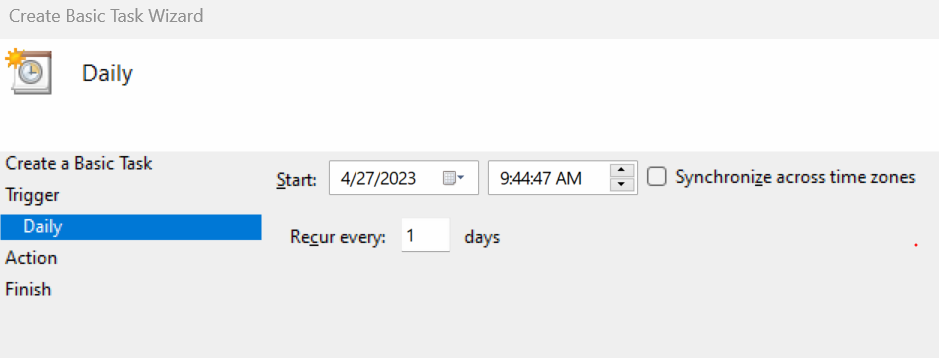 Create Basic Task Wizard
Daily
Create a Basic Task
Trigger
Daily
Action
Finish
Start: 4/27/2023 9:44:47 AM Synchronize across time zones
Recur every: 1 days